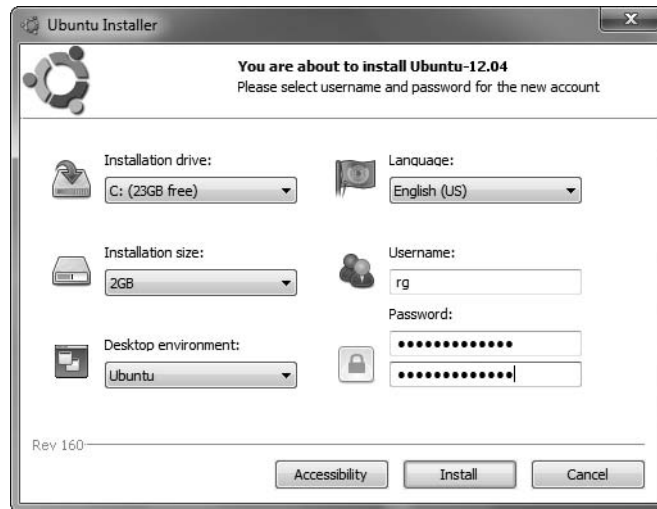 Ubuntu Installer
X
You are about to install Ubuntu-12.04
Please select username and password for the new account
Installation drive:
C: (23GB free)
Language:
English (US)
Installation size:
2GB
Username:
rg
Password:
•••••••••••••
•••••••••••••
Desktop environment:
Ubuntu
Rev 160
Accessibility
Install
Cancel